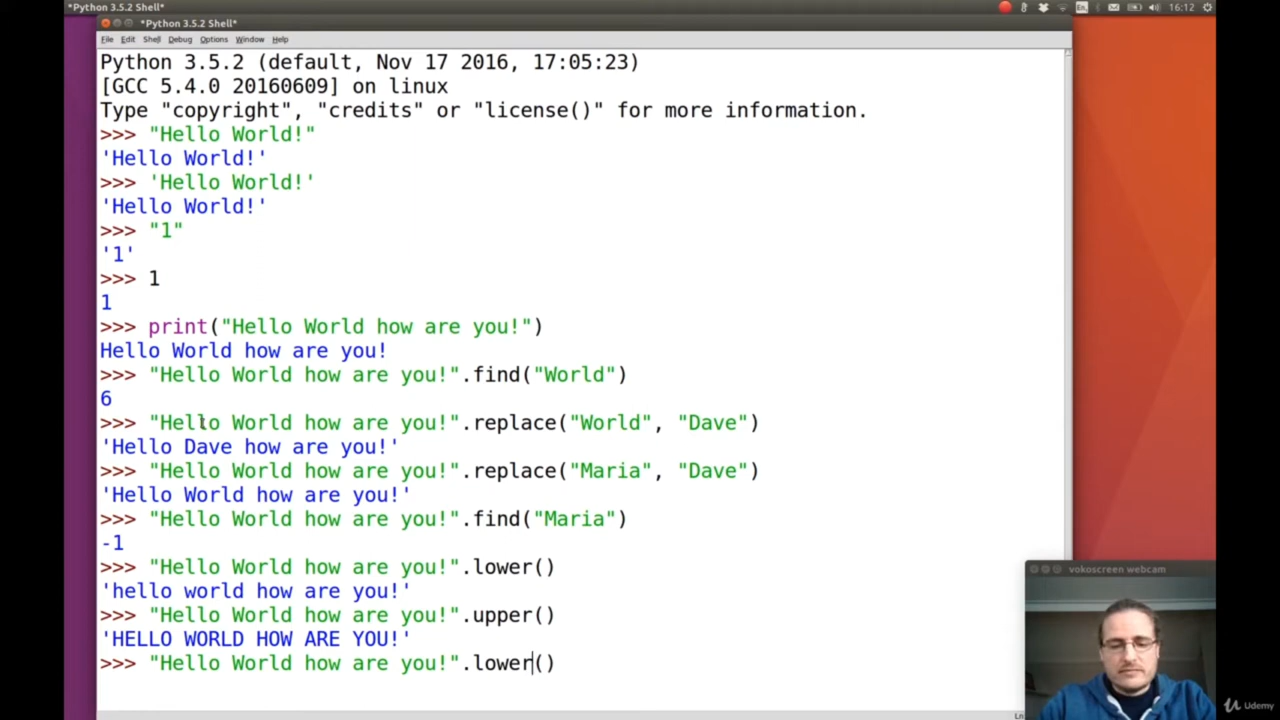 *Python 3.5.2 Shell*
En
16:12
*Python 3.5.2 Shell*
File Edit Shell Debug Options Window Help
Python 3.5.2 (default, Nov 17 2016, 17:05:23)
[GCC 5.4.0 20160609] on linux
Type "copyright", "credits" or "license()" for more information.
>>> "Hello World!"
'Hello World!'
>>> 'Hello World!'
'Hello World!'
>>> "1"
'1'
>>> 1
1
>>> print("Hello World how are you!")
Hello World how are you!
>>> "Hello World how are you!".find("World")
6
>>> "Hello World how are you!".replace("World", "Dave")
'Hello Dave how are you!'
>>> "Hello World how are you!".replace("Maria", "Dave")
'Hello World how are you!'
>>> "Hello World how are you!".find("Maria")
-1
>>> "Hello World how are you!".lower()
'hello world how are you!'
>>> "Hello World how are you!".upper()
'HELLO WORLD HOW ARE YOU!'
>>> "Hello World how are you!".lower()
vokoscreen webcam
Ln
Udemy